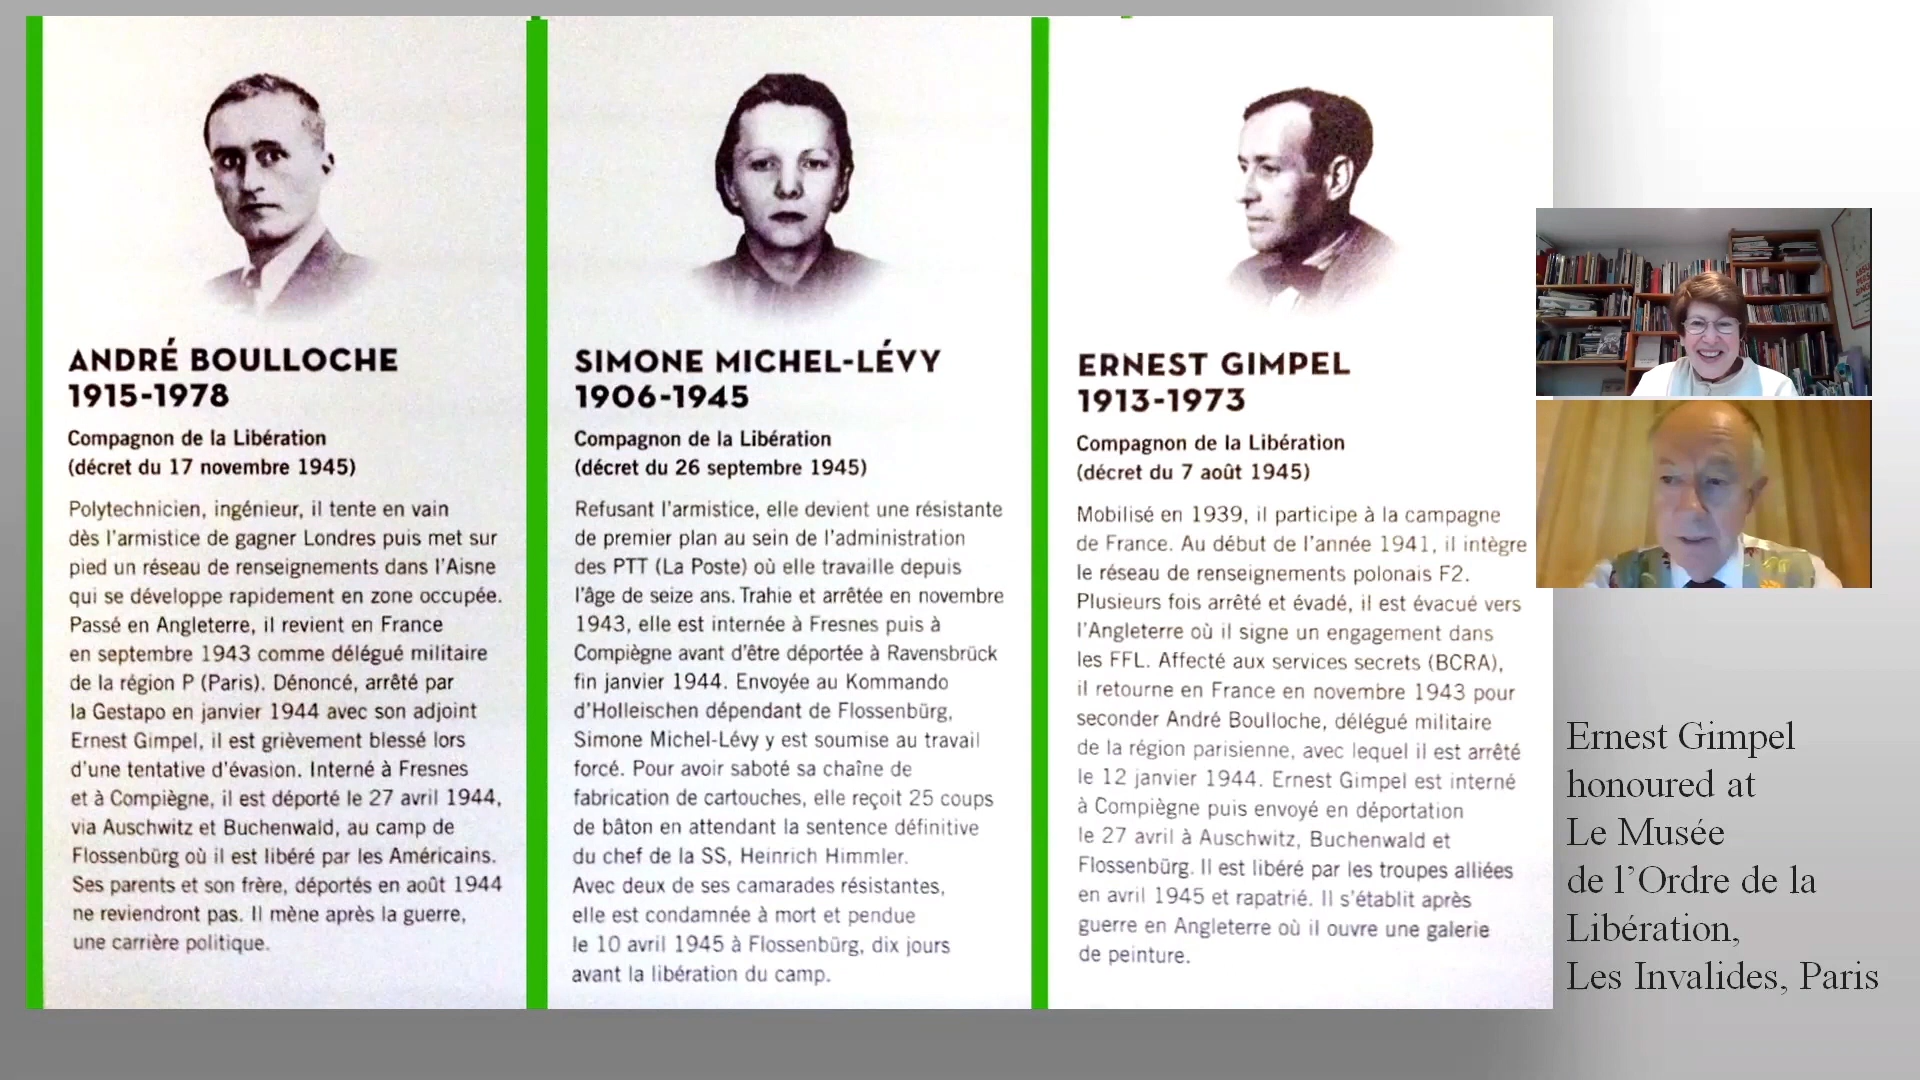 ANDRÉ BOULLOCHE
1915-1978
Compagnon de la Libération
(décret du 17 novembre 1945)
Polytechnicien, ingénieur, il tente en vain
dès l'armistice de gagner Londres puis met sur
pied un réseau de renseignements dans l'Aisne
qui se développe rapidement en zone occupée.
Passé en Angleterre, il revient en France
en septembre 1943 comme délégué militaire
de la région P (Paris). Dénoncé, arrêté par
la Gestapo en janvier 1944 avec son adjoint
Ernest Gimpel, il est grièvement blessé lors
d'une tentative d'évasion. Interné à Fresnes
et à Compiègne, il est déporté le 27 avril 1944,
via Auschwitz et Buchenwald, au camp de
Flossenbürg où il est libéré par les Américains.
Ses parents et son frère, déportés en août 1944
ne reviendront pas. Il mène après la guerre,
une carrière politique.
SIMONE MICHEL-LÉVY
1906-1945
Compagnon de la Libération
(décret du 26 septembre 1945)
Refusant l'armistice, elle devient une résistante
de premier plan au sein de l'administration
des PTT (La Poste) où elle travaille depuis
l'âge de seize ans. Trahie et arrêtée en novembre
1943, elle est internée à Fresnes puis à
Compiègne avant d'être déportée à Ravensbrück
fin janvier 1944. Envoyée au Kommando
d'Holleischen dépendant de Flossenbürg,
Simone Michel-Lévy y est soumise au travail
forcé. Pour avoir saboté sa chaîne de
fabrication de cartouches, elle reçoit 25 coups
de bâton en attendant la sentence définitive
du chef de la SS, Heinrich Himmler.
Avec deux de ses camarades résistantes,
elle est condamnée à mort et pendue
le 10 avril 1945 à Flossenbürg, dix jours
avant la libération du camp.
ERNEST GIMPEL
1913-1973
Compagnon de la Libération
(décret du 7 août 1945)
Mobilisé en 1939, il participe à la campagne
de France. Au début de l'année 1941, il intègre
le réseau de renseignements polonais F2.
Plusieurs fois arrêté et évadé, il est évacué vers
l'Angleterre où il signe un engagement dans
les FFL. Affecté aux services secrets (BCRA),
il retourne en France en novembre 1943 pour
seconder André Boulloche, délégué militaire
de la région parisienne, avec lequel il est arrêté
le 12 janvier 1944. Ernest Gimpel est interné
à Compiègne puis envoyé en déportation
le 27 avril à Auschwitz, Buchenwald et
Flossenbürg. Il est libéré par les troupes alliées
en avril 1945 et rapatrié. Il s'établit après
guerre en Angleterre où il ouvre une galerie
de peinture.
Ernest Gimpel
honoured at
Le Musée
de l'Ordre de la
Libération,
Les Invalides, Paris